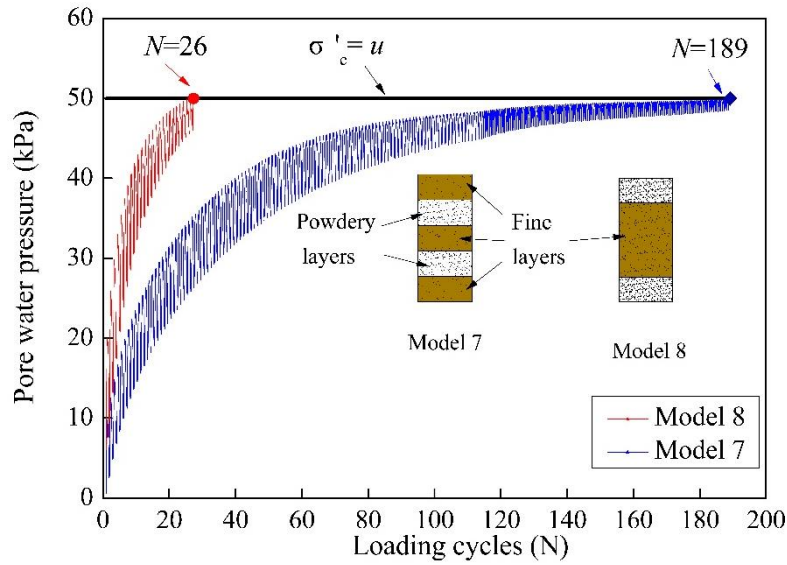 60
50
40
30
20
10
0
Pore water pressure (kPa)
N=26
σ'c = u
N=189
Powdery
layers
Finc
layers
Model 7
Model 8
Model 8
Model 7
0 20 40 60 80 100 120 140 160 180 200
Loading cycles (N)